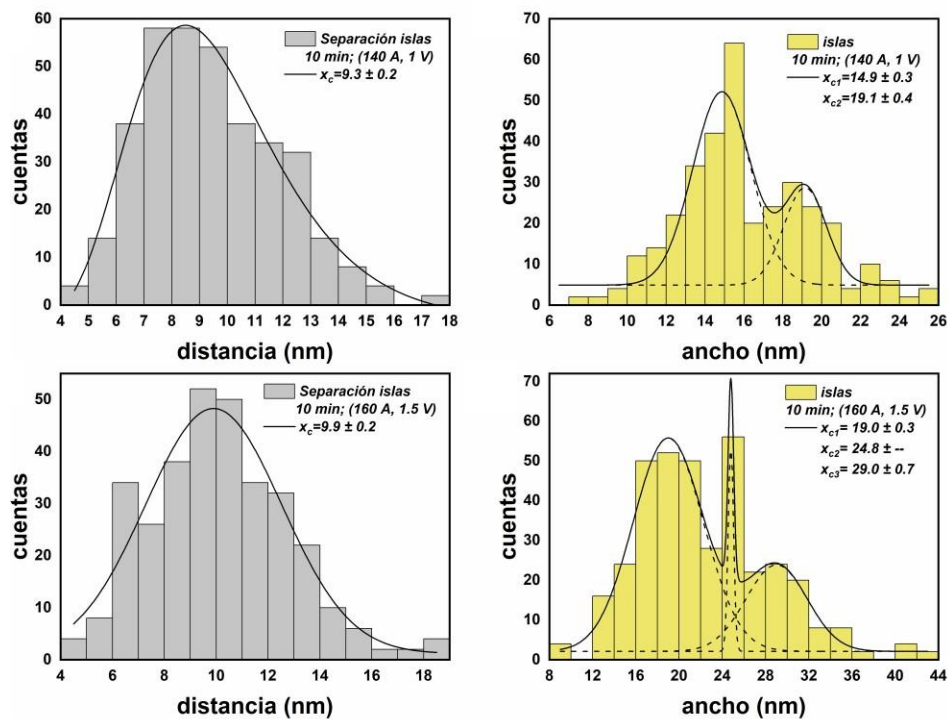 60
50
40
30
20
10
0
cuentas
Separación islas
10 min; (140 A, 1 V)
xc=9.3 ± 0.2
4 5 6 7 8 9 10 11 12 13 14 15 16 17 18
distancia (nm)
70
60
50
40
30
20
10
0
cuentas
islas
10 min; (140 A, 1 V)
xc1=14.9 ± 0.3
xc2=19.1 ± 0.4
6 8 10 12 14 16 18 20 22 24 26
ancho (nm)
50
40
30
20
10
0
cuentas
Separación islas
10 min; (160 A, 1.5 V)
xc=9.9 ± 0.2
4 6 8 10 12 14 16 18
distancia (nm)
70
60
50
40
30
20
10
0
cuentas
islas
10 min; (160 A, 1.5 V)
xc1= 19.0 ± 0.3
xc2= 24.8 ± --
xc3= 29.0 ± 0.7
8 12 16 20 24 28 32 36 40 44
ancho (nm)